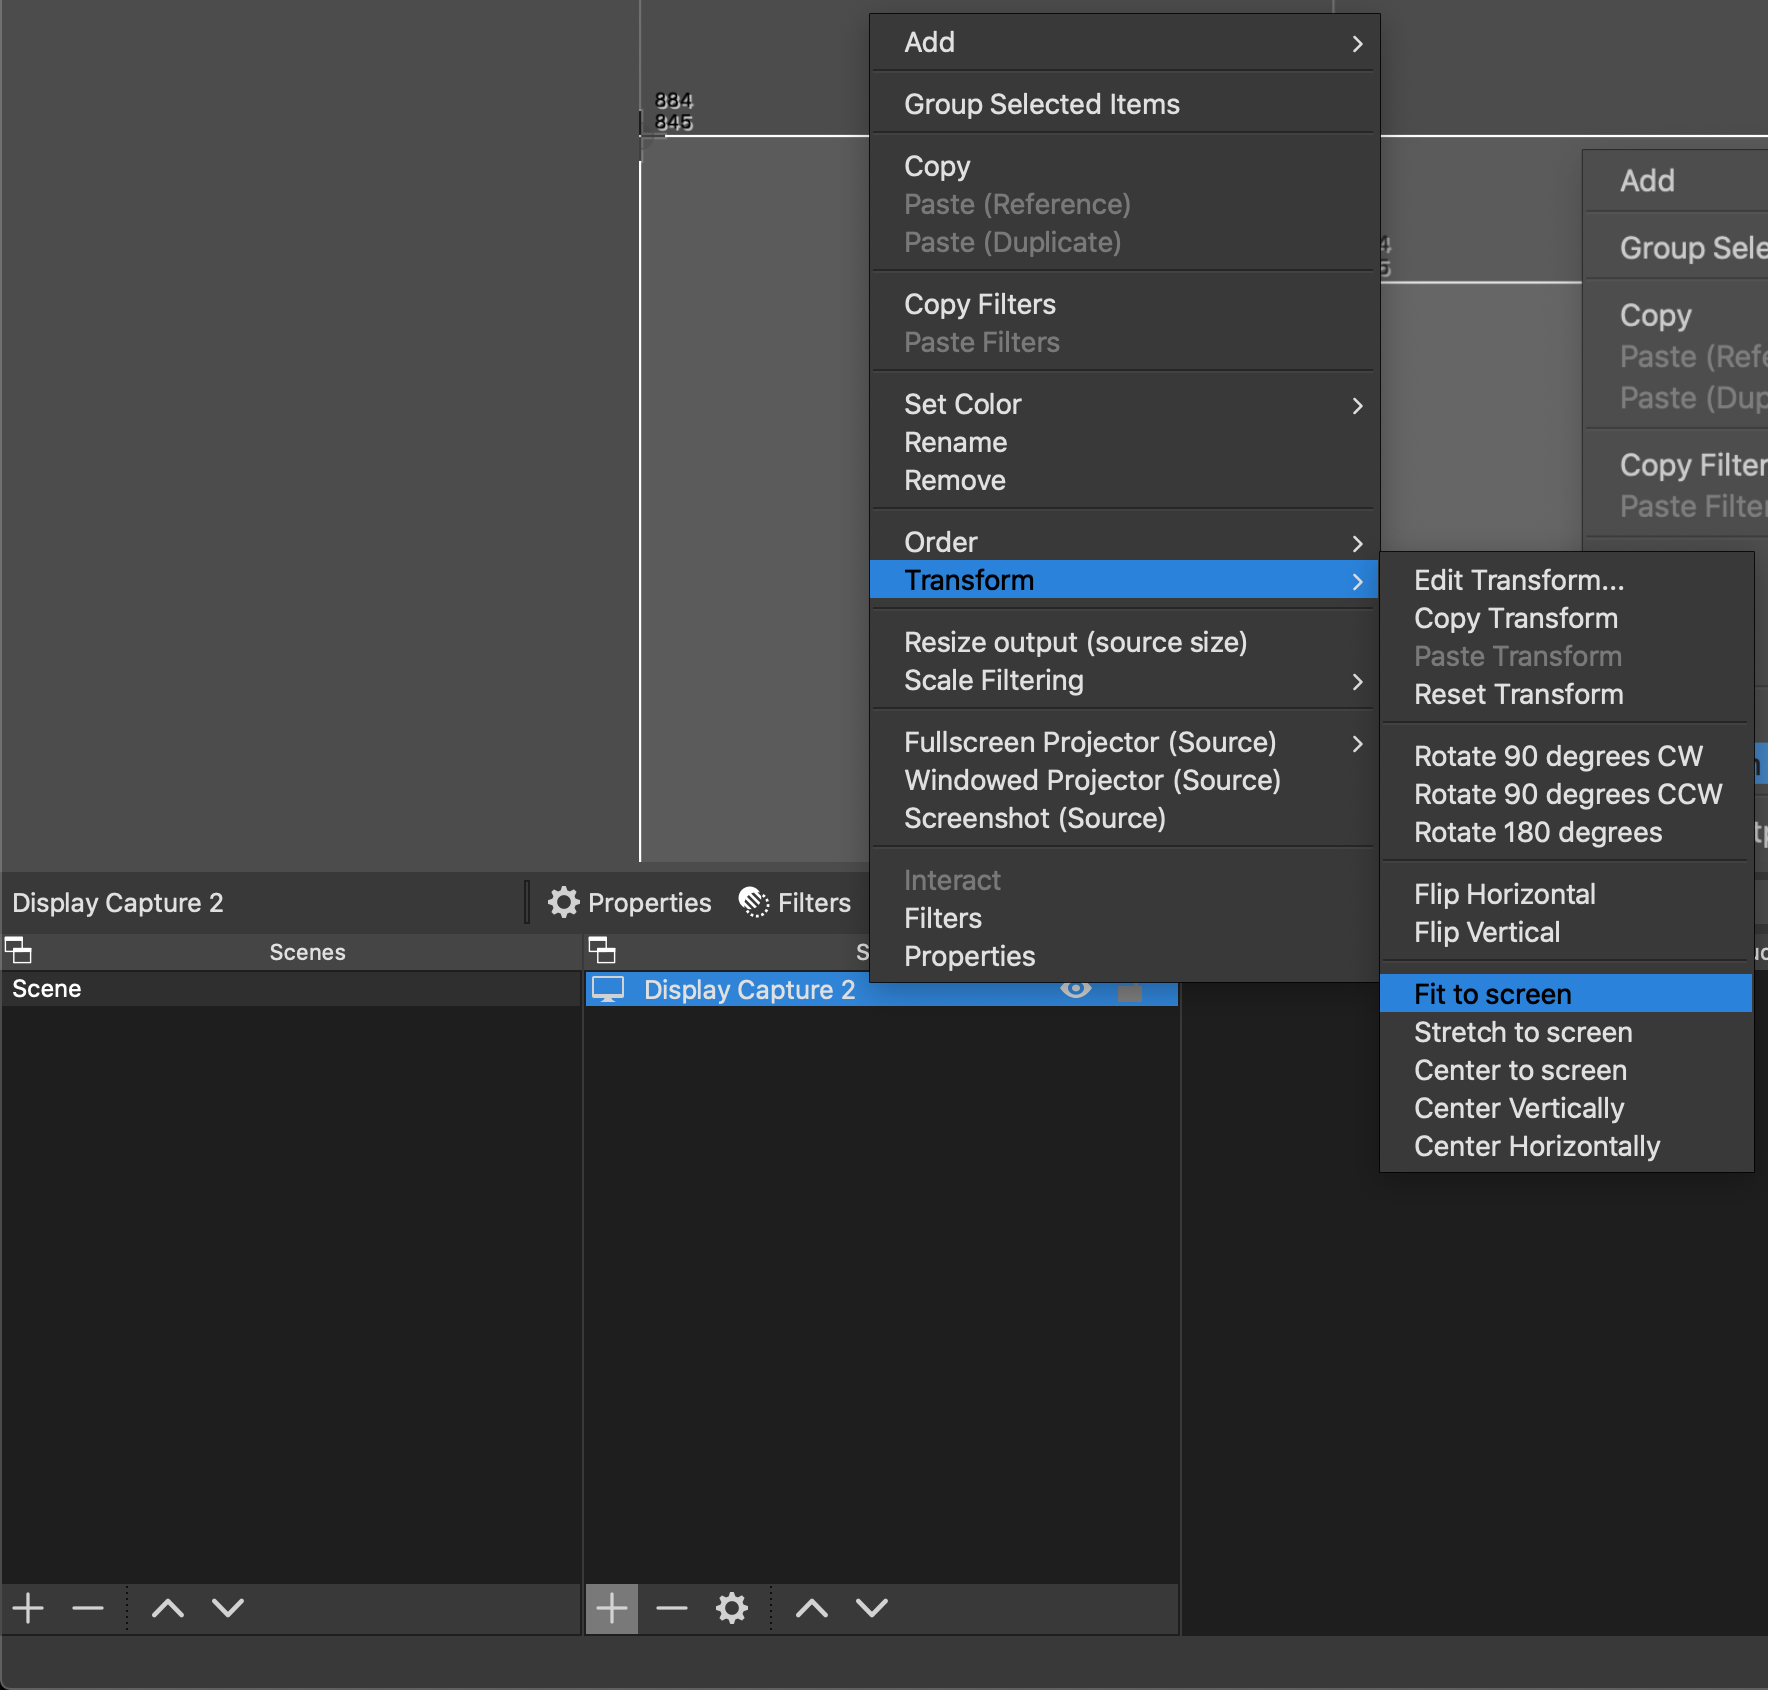 Add
Group Selected Items
Copy
Paste (Reference)
Paste (Duplicate)
Copy Filters
Paste Filters
Set Color
Rename
Remove
Order
Transform
Resize output (source size)
Scale Filtering
Fullscreen Projector (Source)
Windowed Projector (Source)
Screenshot (Source)
Interact
Filters
Properties
884
845
4
5
Add
Group Sele
Copy
Paste (Refe
Paste (Dup
Copy Filter
Paste Filte
Edit Transform...
Copy Transform
Paste Transform
Reset Transform
Rotate 90 degrees CW
Rotate 90 degrees CCW
Rotate 180 degrees
Flip Horizontal
Flip Vertical
Fit to screen
Stretch to screen
Center to screen
Center Vertically
Center Horizontally
Display Capture 2
Properties
Filters
Scenes
S
Scene
Display Capture 2